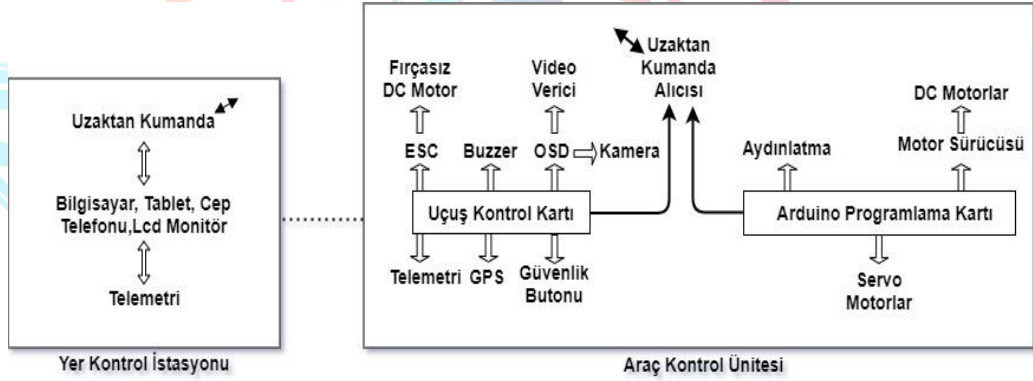 Uzaktan Kumanda
Bilgisayar, Tablet, Cep
Telefonu,Lcd Monitör
Telemetri
Yer Kontrol İstasyonu
Uzaktan
Kumanda
Alıcısı
Fırçasız
DC Motor
Video
Verici
DC Motorlar
ESC
Buzzer
OSD
Kamera
Aydınlatma
Motor Sürücüsü
Uçuş Kontrol Kartı
Arduino Programlama Kartı
Telemetri
GPS
Güvenlik
Butonu
Servo
Motorlar
Araç Kontrol Ünitesi